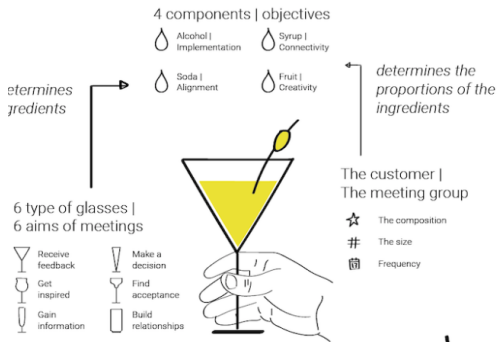 4 components | objectives
Alcohol |
Implementation
Syrup |
Connectivity
Soda |
Alignment
Fruit |
Creativity
etermines
gredients
determines the
proportions of the
ingredients
6 type of glasses |
6 aims of meetings
Receive
feedback
Make a
decision
Get
inspired
Find
acceptance
Gain
information
Build
relationships
The customer |
The meeting group
The composition
# The size
Frequency